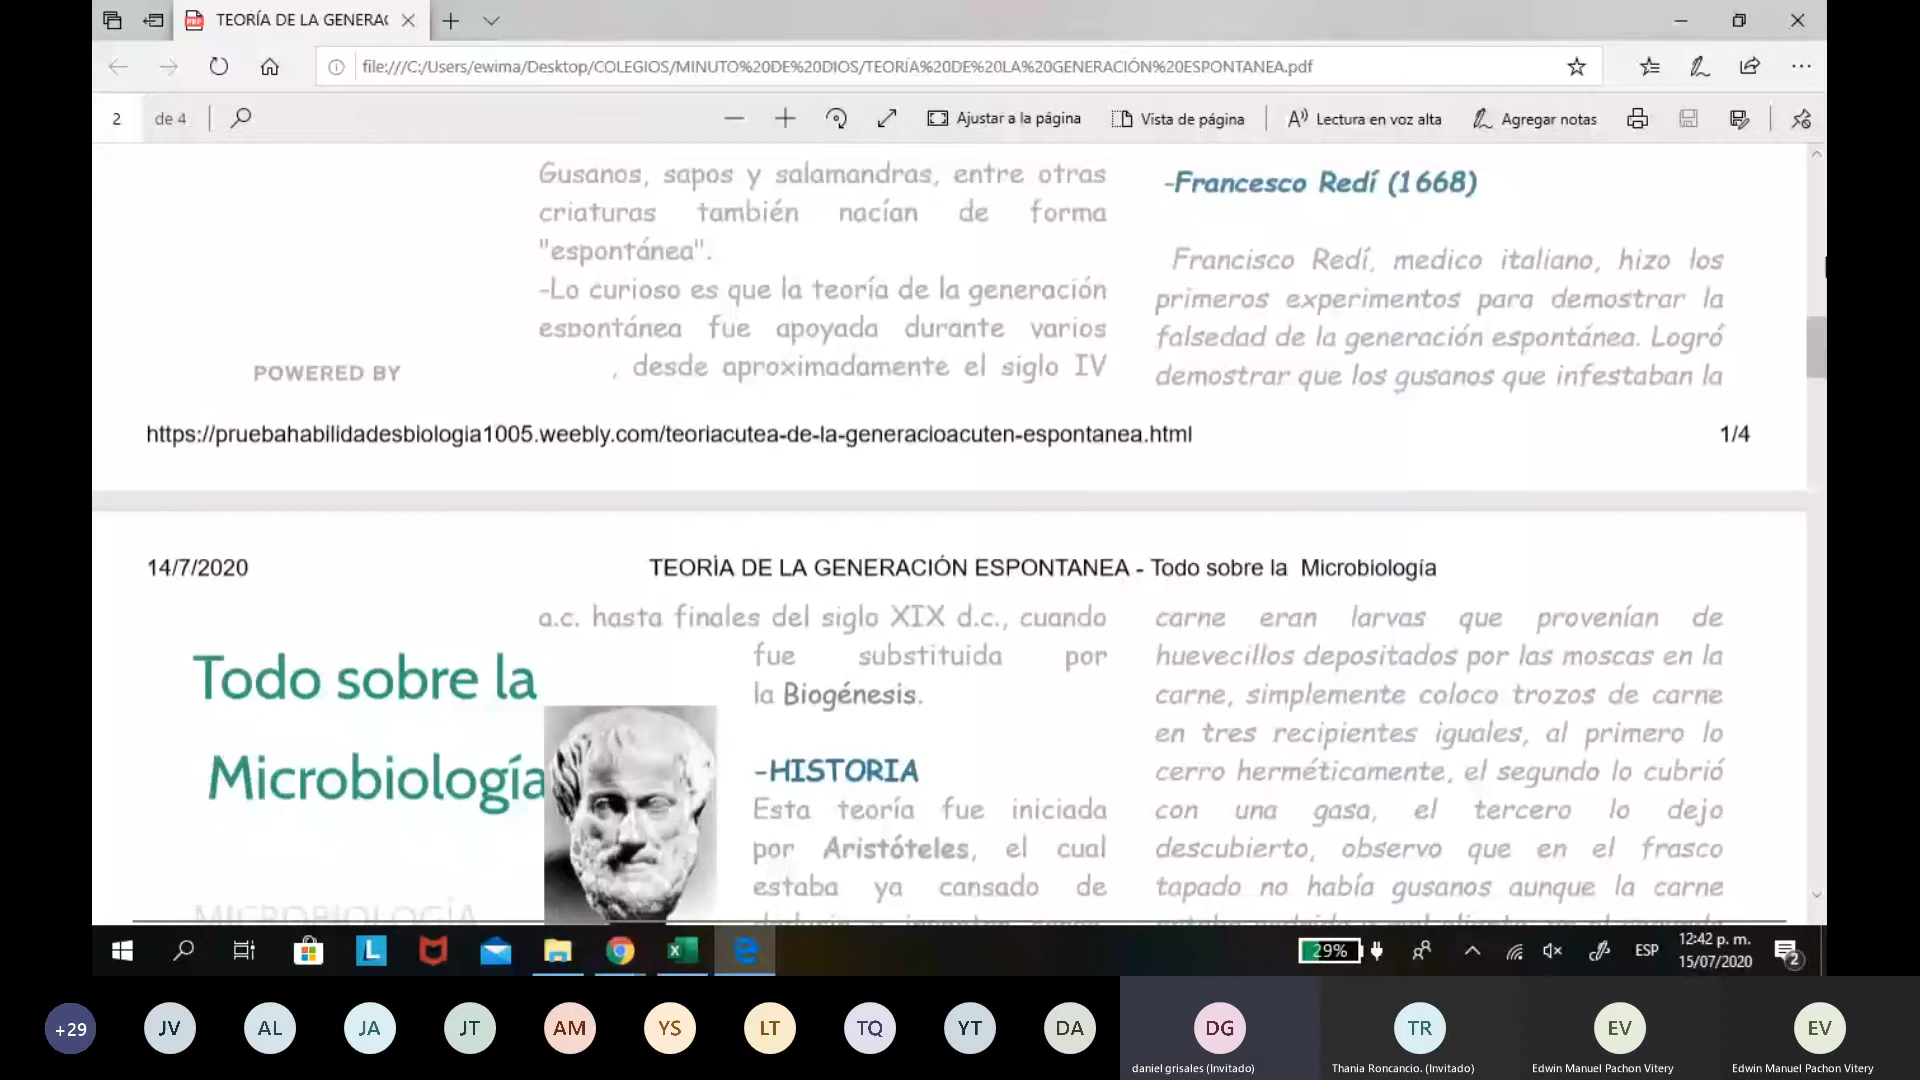 TEORÍA DE LA GENERAC
file:///C:/Users/ewima/Desktop/COLEGIOS/MINUTO%20DE%20DIOS/TEORÍA%20DE%20LA%20GENERACIÓN%20ESPONTANEA.pdf
2 de 4
Ajustar a la página
Vista de página
Lectura en voz alta
Agregar notas
Gusanos, sapos y salamandras, entre otras
criaturas también nacían de forma
"espontánea".
-Lo curioso es que la teoría de la generación
espontánea fue apoyada durante varios
, desde aproximadamente el siglo IV
POWERED BY
-Francesco Redí (1668)
Francisco Redí, medico italiano, hizo los
primeros experimentos para demostrar la
falsedad de la generación espontánea. Logró
demostrar que los gusanos que infestaban la
https://pruebahabilidadesbiologia1005.weebly.com/teoriacutea-de-la-generacioacuten-espontanea.html
1/4
14/7/2020
TEORÍA DE LA GENERACIÓN ESPONTANEA - Todo sobre la Microbiología
Todo sobre la
Microbiología
MICROBIOLOGÍA
a.c. hasta finales del siglo XIX d.c., cuando
fue substituida por
la Biogénesis.
-HISTORIA
Esta teoría fue iniciada
por Aristóteles, el cual
estaba ya cansado de
carne eran larvas que provenían de
huevecillos depositados por las moscas en la
carne, simplemente coloco trozos de carne
en tres recipientes iguales, al primero lo
cerro herméticamente, el segundo lo cubrió
con una gasa, el tercero lo dejo
descubierto, observo que en el frasco
tapado no había gusanos aunque la carne
29%
ESP
12:42 p. m.
15/07/2020
2
+29
JV
AL
JA
JT
AM
YS
LT
TQ
YT
DA
DG
TR
EV
EV
daniel grisales (Invitado)
Thania Roncancio. (Invitado)
Edwin Manuel Pachon Vitery
Edwin Manuel Pachon Vitery